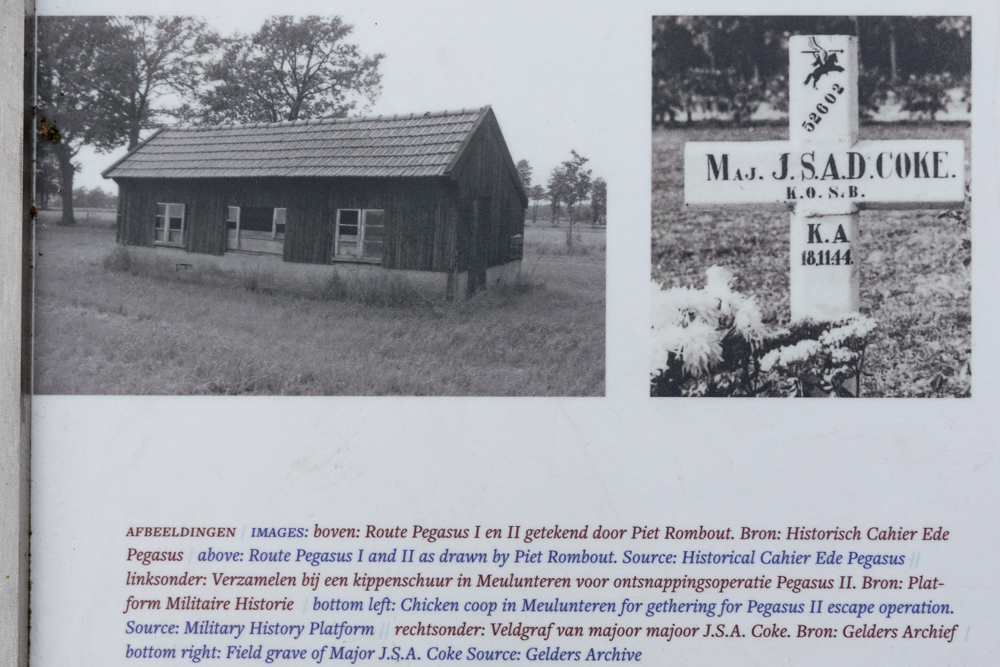 52602
MAJ. J.S.A.D. COKE.
K.O.S.B.
K.A
18.11.44.
AFBEELDINGEN | IMAGES: boven: Route Pegasus I en II getekend door Piet Rombout. Bron: Historisch Cahier Ede
Pegasus | above: Route Pegasus I and II as drawn by Piet Rombout. Source: Historical Cahier Ede Pegasus ||
linksonder: Verzamelen bij een kippenschuur in Meulunteren voor ontsnappingsoperatie Pegasus II. Bron: Plat-
form Militaire Historie | bottom left: Chicken coop in Meulunteren for gethering for Pegasus II escape operation.
Source: Military History Platform || rechtsonder: Veldgraf van majoor majoor J.S.A. Coke. Bron: Gelders Archief |
bottom right: Field grave of Major J.S.A. Coke Source: Gelders Archive